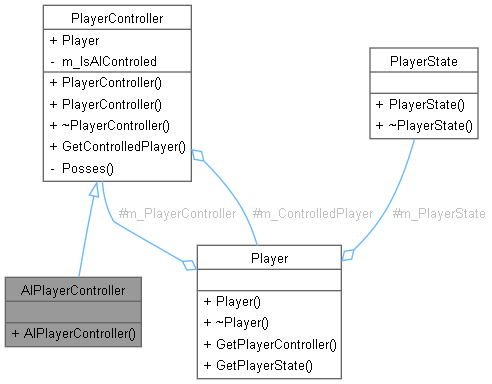 PlayerController
+ Player
- m_IsAIControled
+ PlayerController()
+ PlayerController()
+ ~PlayerController()
+ GetControlledPlayer()
- Posses()
PlayerState
+ PlayerState()
+ ~PlayerState()
#m_PlayerController
#m_ControlledPlayer
#m_PlayerState
AIPlayerController
+ AIPlayerController()
Player
+ Player()
+ ~Player()
+ GetPlayerController()
+ GetPlayerState()